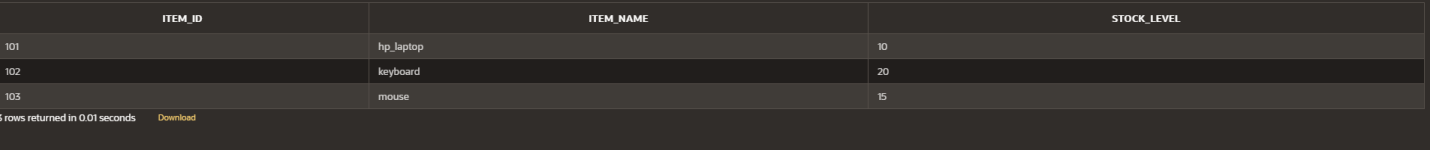 ITEM_ID ITEM_NAME STOCK_LEVEL
101 hp_laptop 10
102 keyboard 20
103 mouse 15
3 rows returned in 0.01 seconds Download